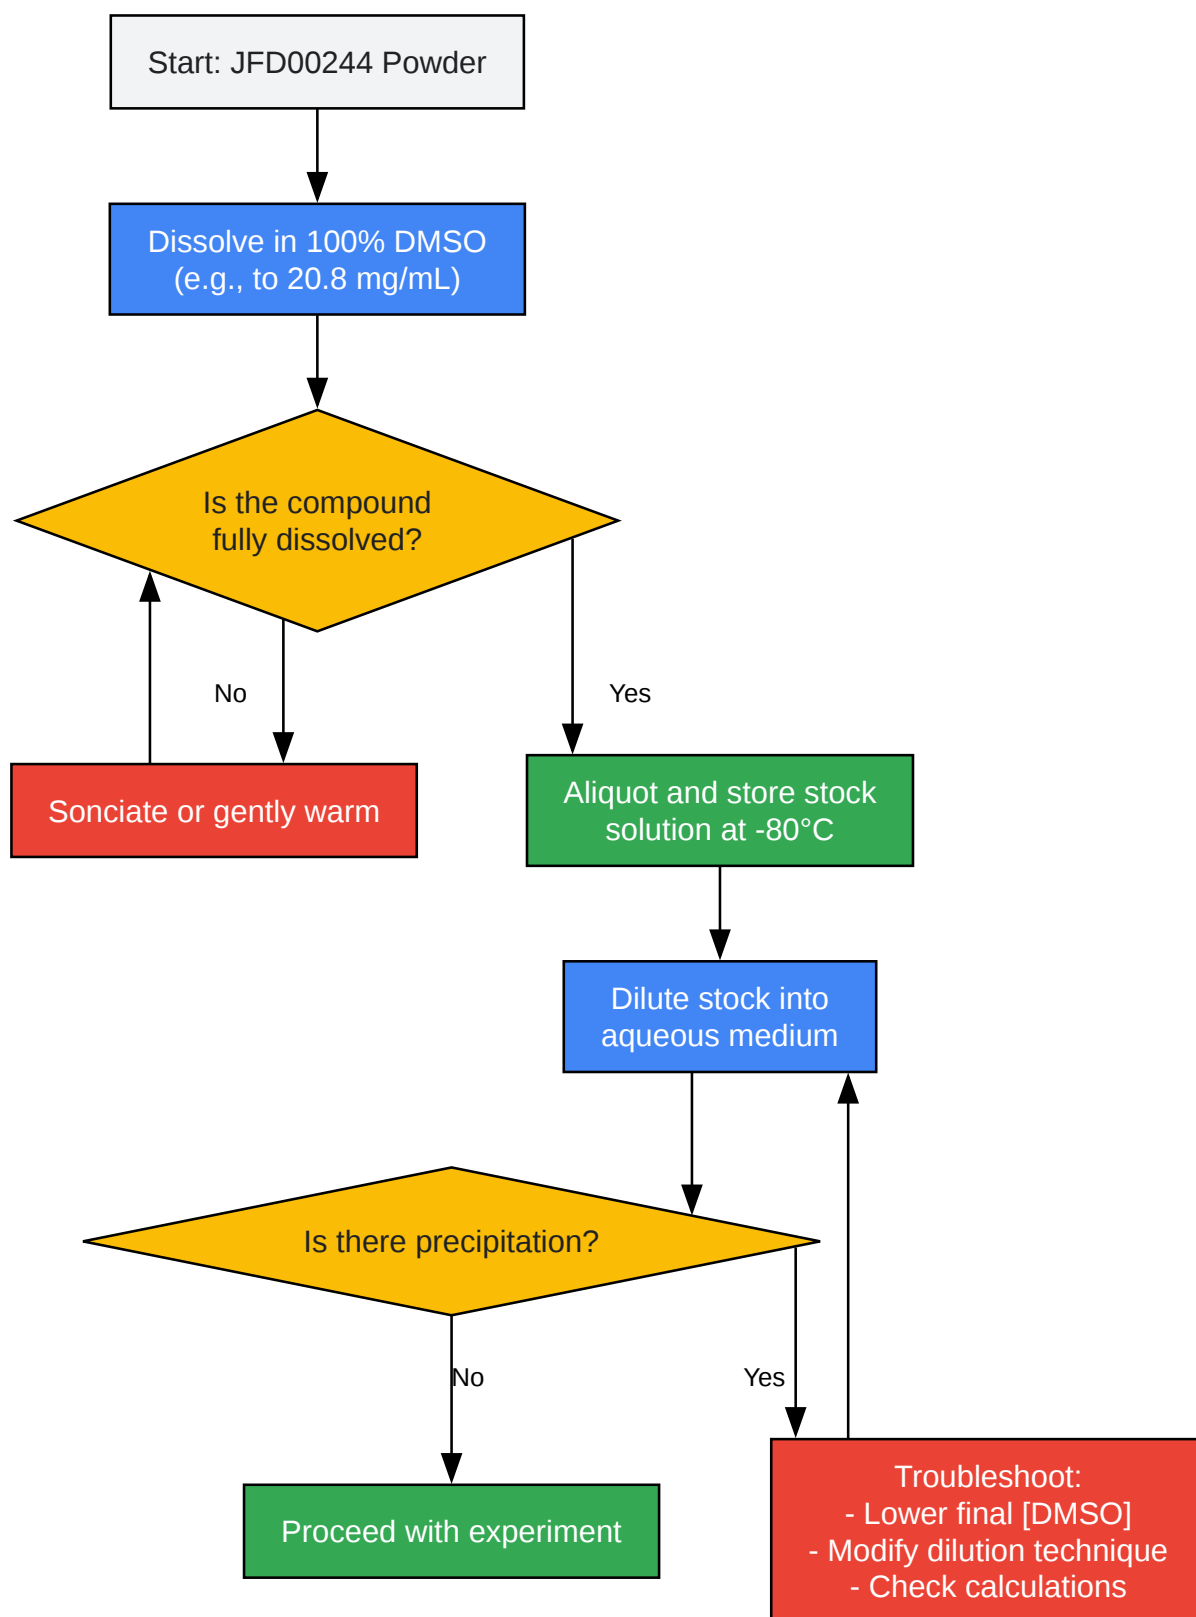 Start: JFD00244 Powder
Dissolve in 100% DMSO
(e.g., to 20.8 mg/mL)
Is the compound
fully dissolved?
No
Yes
Sonciate or gently warm
Aliquot and store stock
solution at -80°C
Dilute stock into
aqueous medium
Is there precipitation?
No
Yes
Proceed with experiment
Troubleshoot:
- Lower final [DMSO]
- Modify dilution technique
- Check calculations